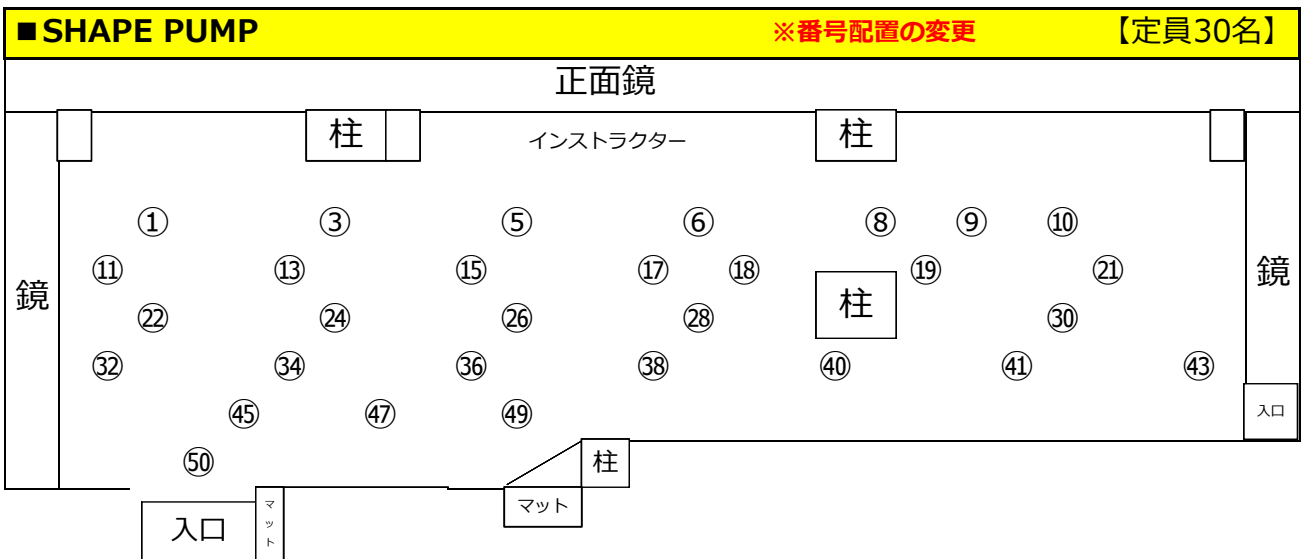 ■SHAPE PUMP ※番号配置の変更 【定員30名】
正面鏡
柱 インストラクター 柱
① ③ ⑤ ⑥ ⑧ ⑨ ⑩
⑪ ⑬ ⑮ ⑰ ⑱ ⑲ ㉑
鏡 柱 鏡
㉒ ㉔ ㉖ ㉘ ㉚
㉜ ㉞ ㊱ ㊳ ㊵ ㊶ ㊸
㊺ ㊼ ㊾ 入口
㊿ 柱
マット
入口 マット